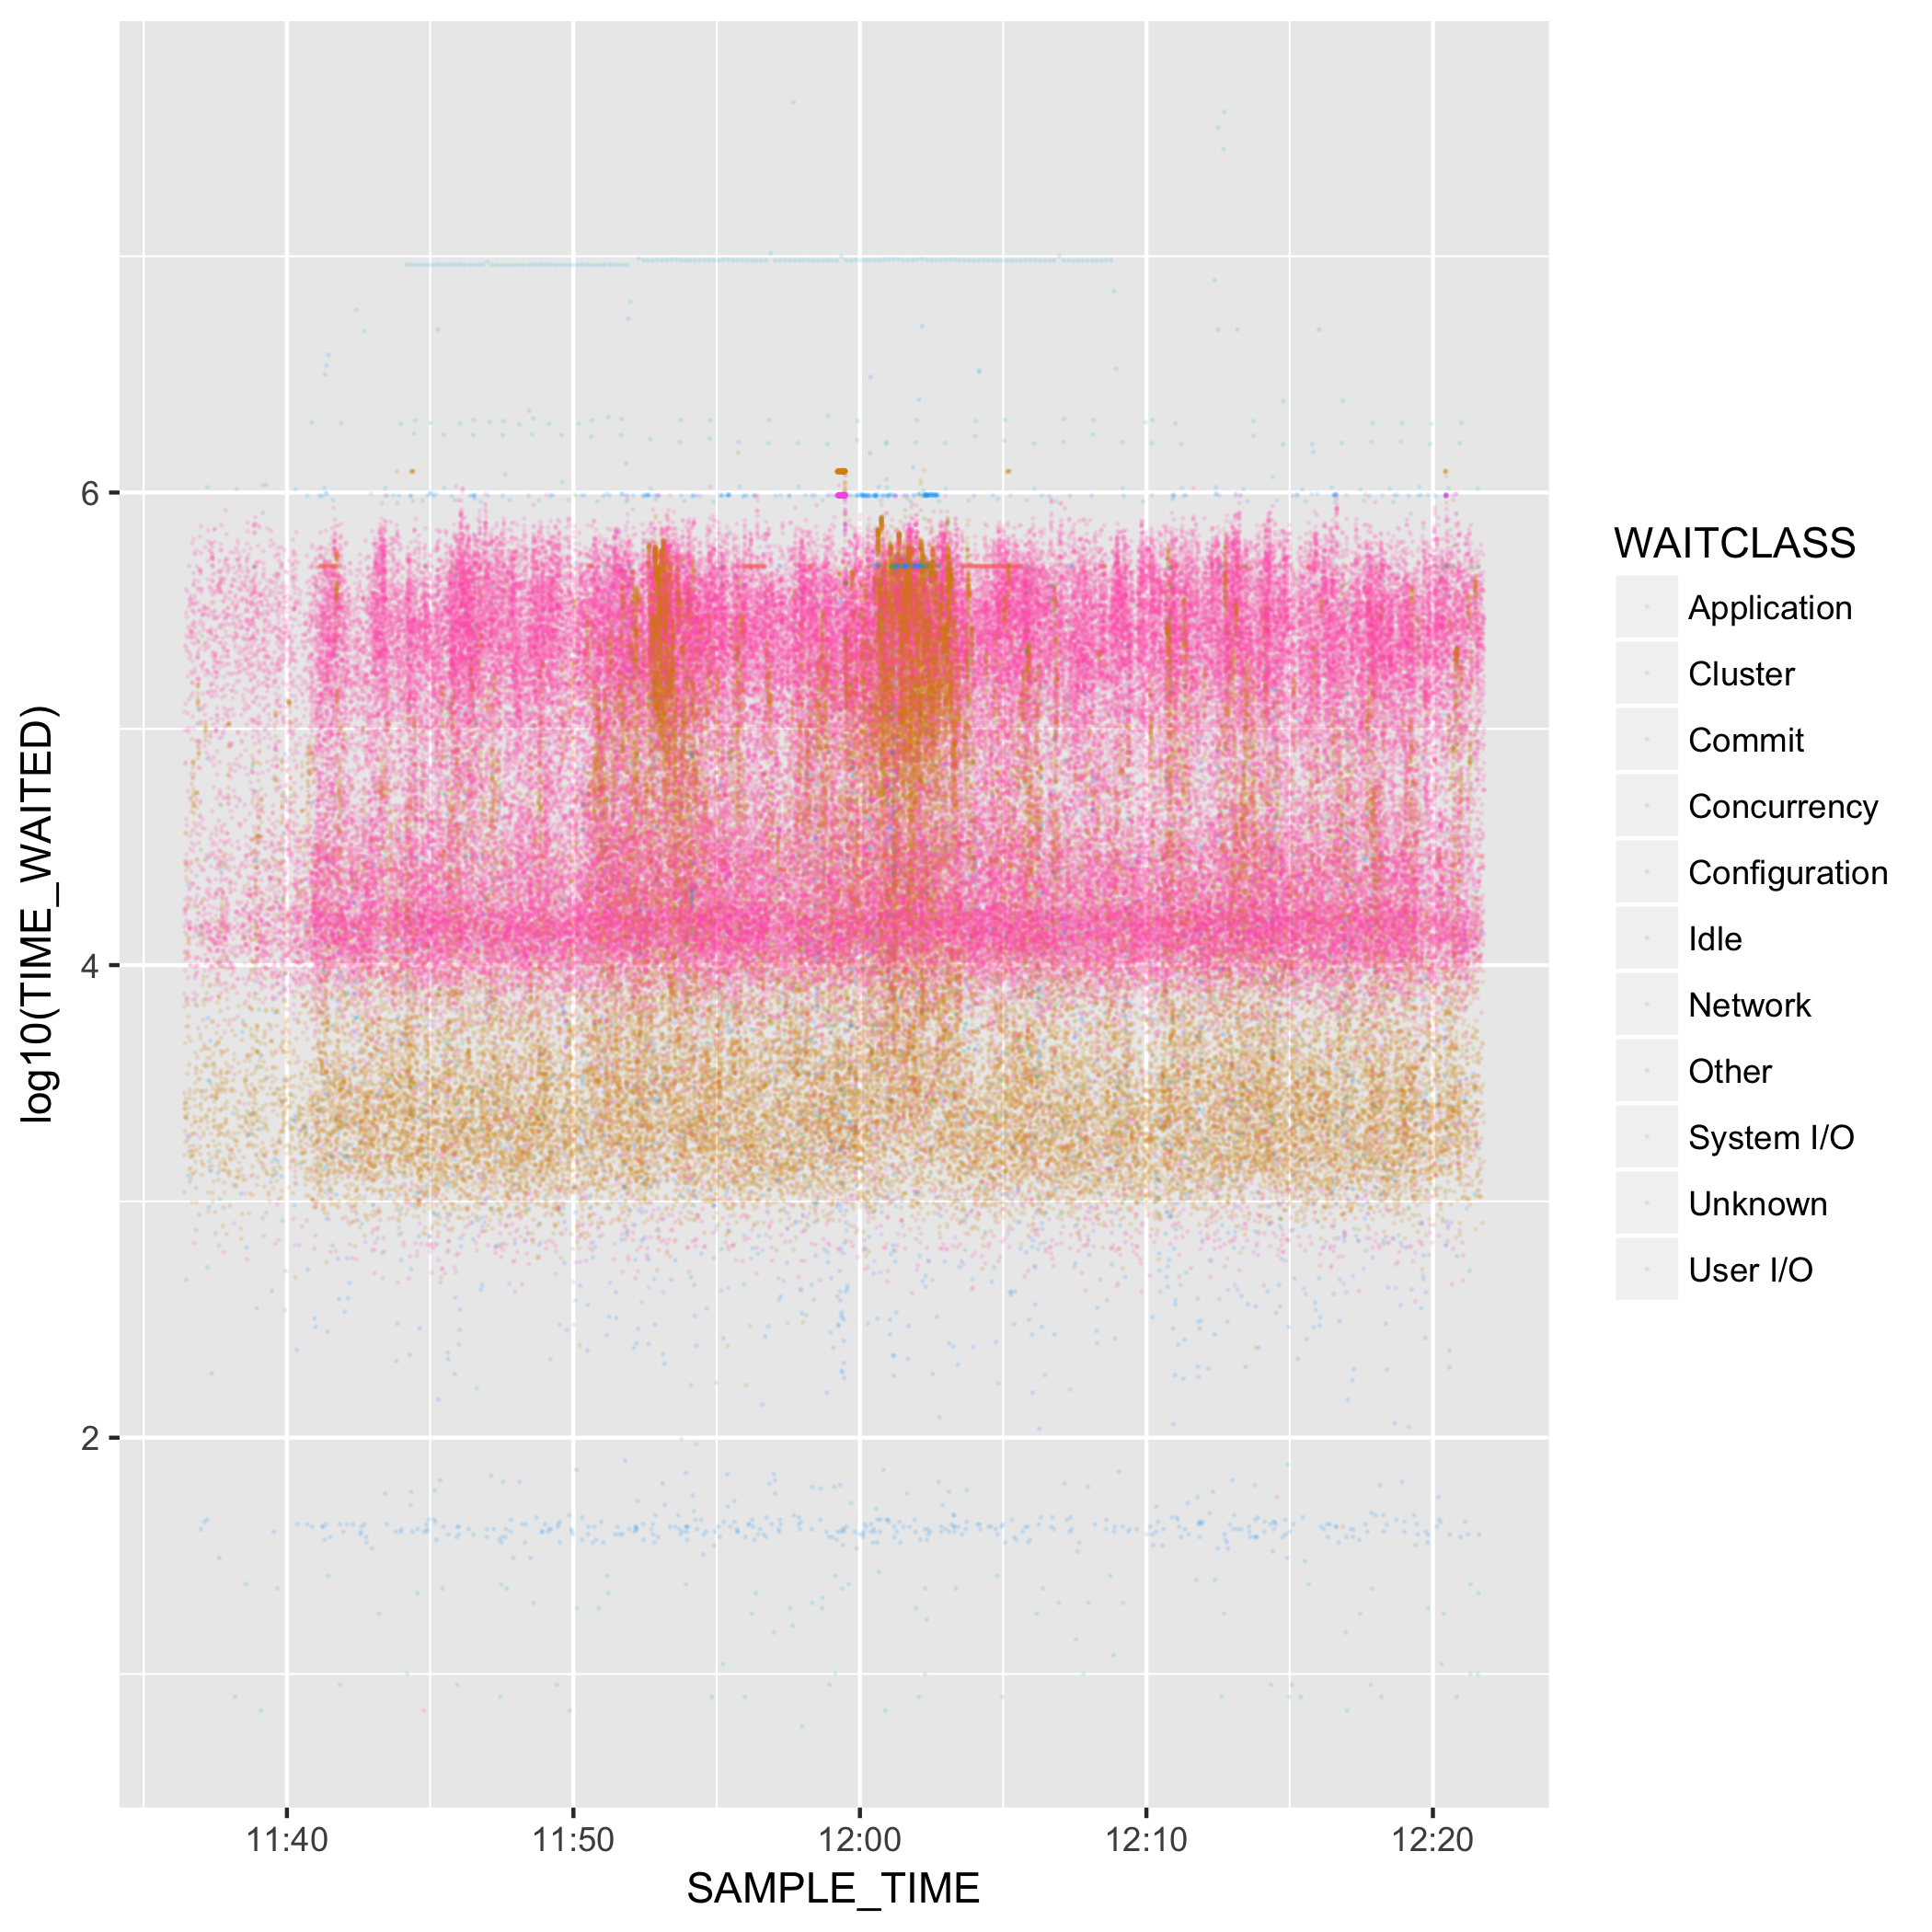 log10(TIME_WAITED)
6
4
2
11:40
11:50
12:00
12:10
12:20
SAMPLE_TIME
WAITCLASS
Application
Cluster
Commit
Concurrency
Configuration
Idle
Network
Other
System I/O
Unknown
User I/O